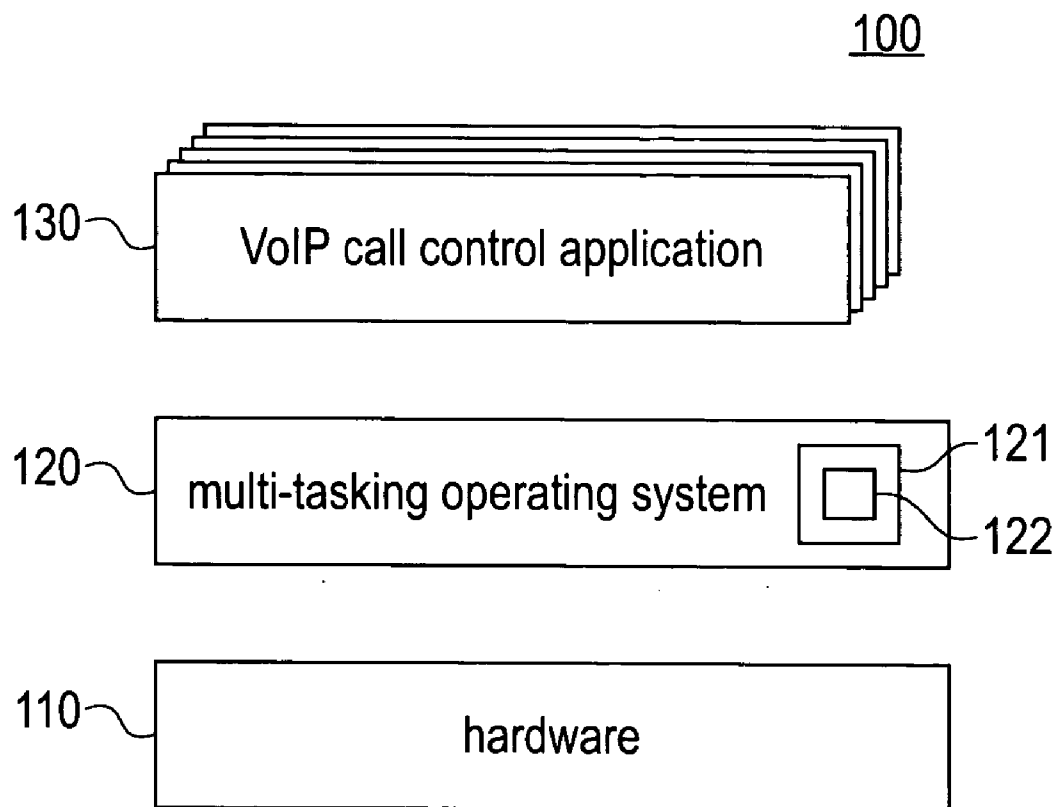 100
130
VoIP call control application
120
multi-tasking operating system
121
122
110
hardware